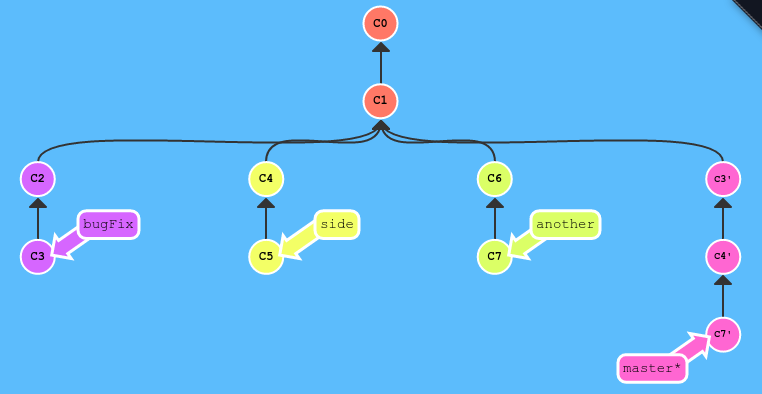 C0
C1
C2
C4
C6
C3'
bugFix
side
another
C3
C5
C7
C4'
C7'
master*